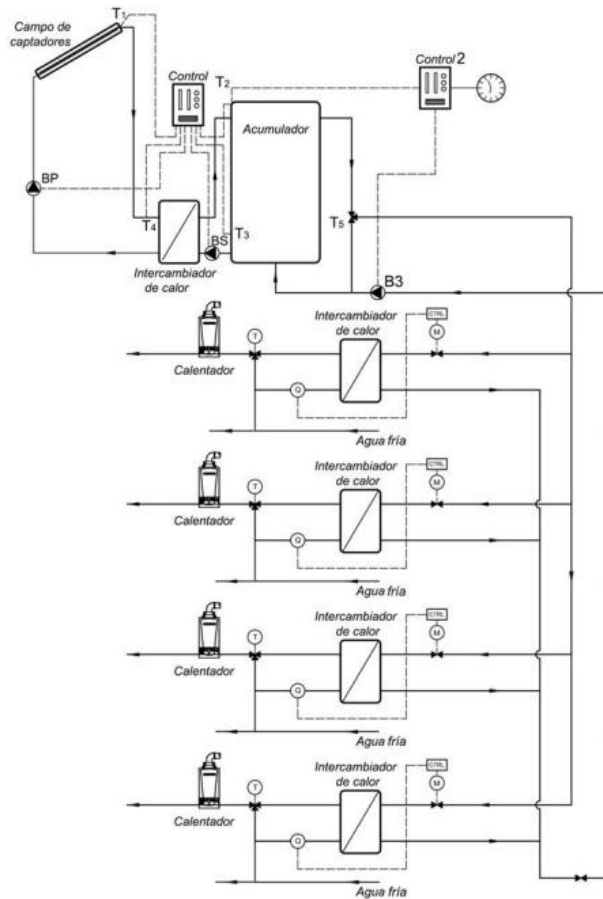 T1
Campo de
captadores
Control
T2
Control 2
Acumulador
BP
T4
BS
T3
T5
Intercambiador
de calor
B3
Intercambiador
de calor
CTRL
M
T
Calentador
Q
Agua fría
Intercambiador
de calor
CTRL
M
T
Calentador
Q
Agua fría
Intercambiador
de calor
CTRL
M
T
Calentador
Q
Agua fría
Intercambiador
de calor
CTRL
M
T
Calentador
Q
Agua fría